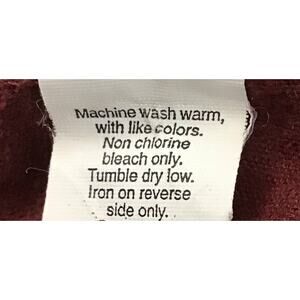 Machine wash warm,
with like colors.
Non chlorine
bleach only.
Tumble dry low.
Iron on reverse
side only.